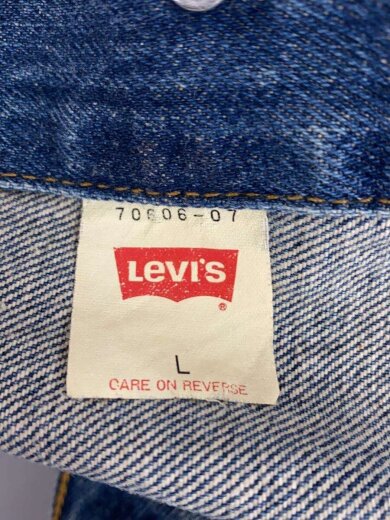 70606-07
LEVI'S
®
L
CARE ON REVERSE